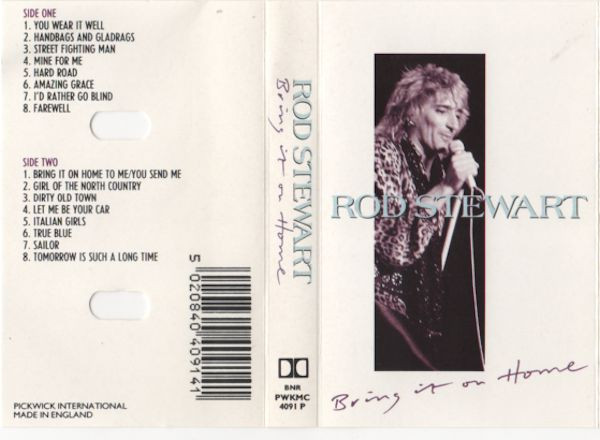 SIDE ONE
1. YOU WEAR IT WELL
2. HANDBAGS AND GLADRAGS
3. STREET FIGHTING MAN
4. MINE FOR ME
5. HARD ROAD
6. AMAZING GRACE
7. I'D RATHER GO BLIND
8. FAREWELL
SIDE TWO
1. BRING IT ON HOME TO ME/YOU SEND ME
2. GIRL OF THE NORTH COUNTRY
3. DIRTY OLD TOWN
4. LET ME BE YOUR CAR
5. ITALIAN GIRLS
6. TRUE BLUE
7. SAILOR
8. TOMORROW IS SUCH A LONG TIME
PICKWICK INTERNATIONAL
MADE IN ENGLAND
5 020840 409141
ROD STEWART
Bring it on Home
BNR
PWKMC
4091 P
ROD STEWART
Bring it on Home